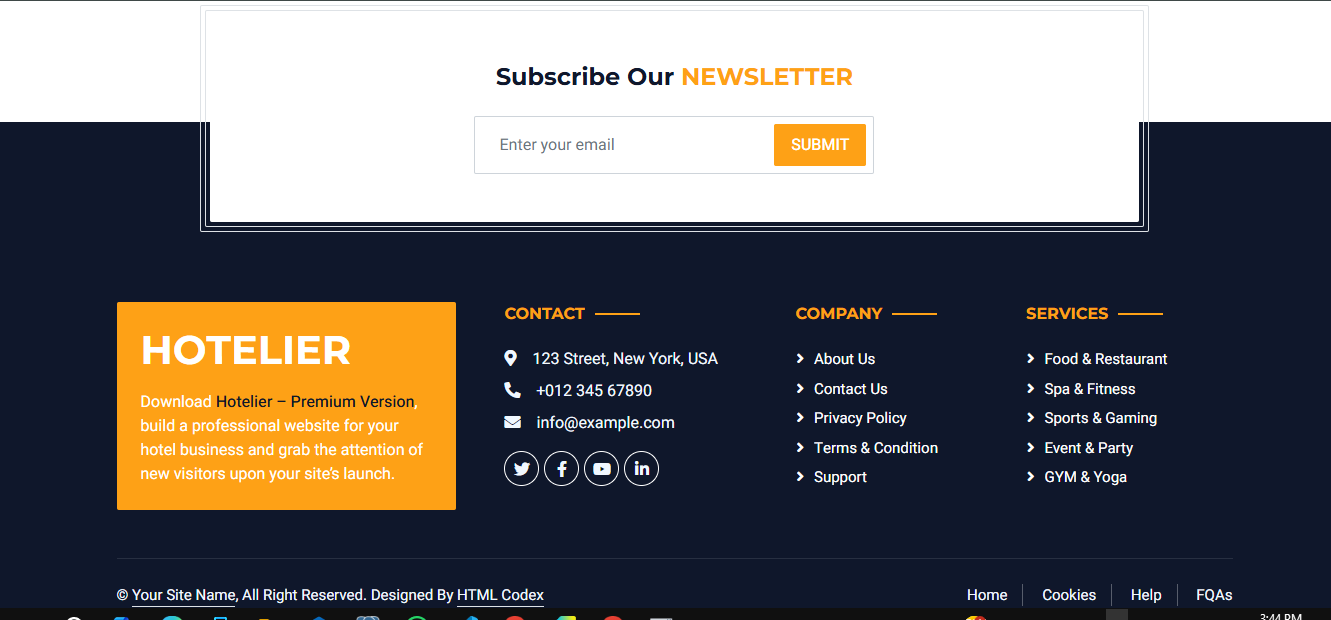 Subscribe Our NEWSLETTER
Enter your email
SUBMIT
HOTELIER
Download Hotelier – Premium Version,
build a professional website for your
hotel business and grab the attention of
new visitors upon your site's launch.
CONTACT
123 Street, New York, USA
+012 345 67890
info@example.com
COMPANY
About Us
Contact Us
Privacy Policy
Terms & Condition
Support
SERVICES
Food & Restaurant
Spa & Fitness
Sports & Gaming
Event & Party
GYM & Yoga
© Your Site Name, All Right Reserved. Designed By HTML Codex
Home
Cookies
Help
FQAs
3:44 PM